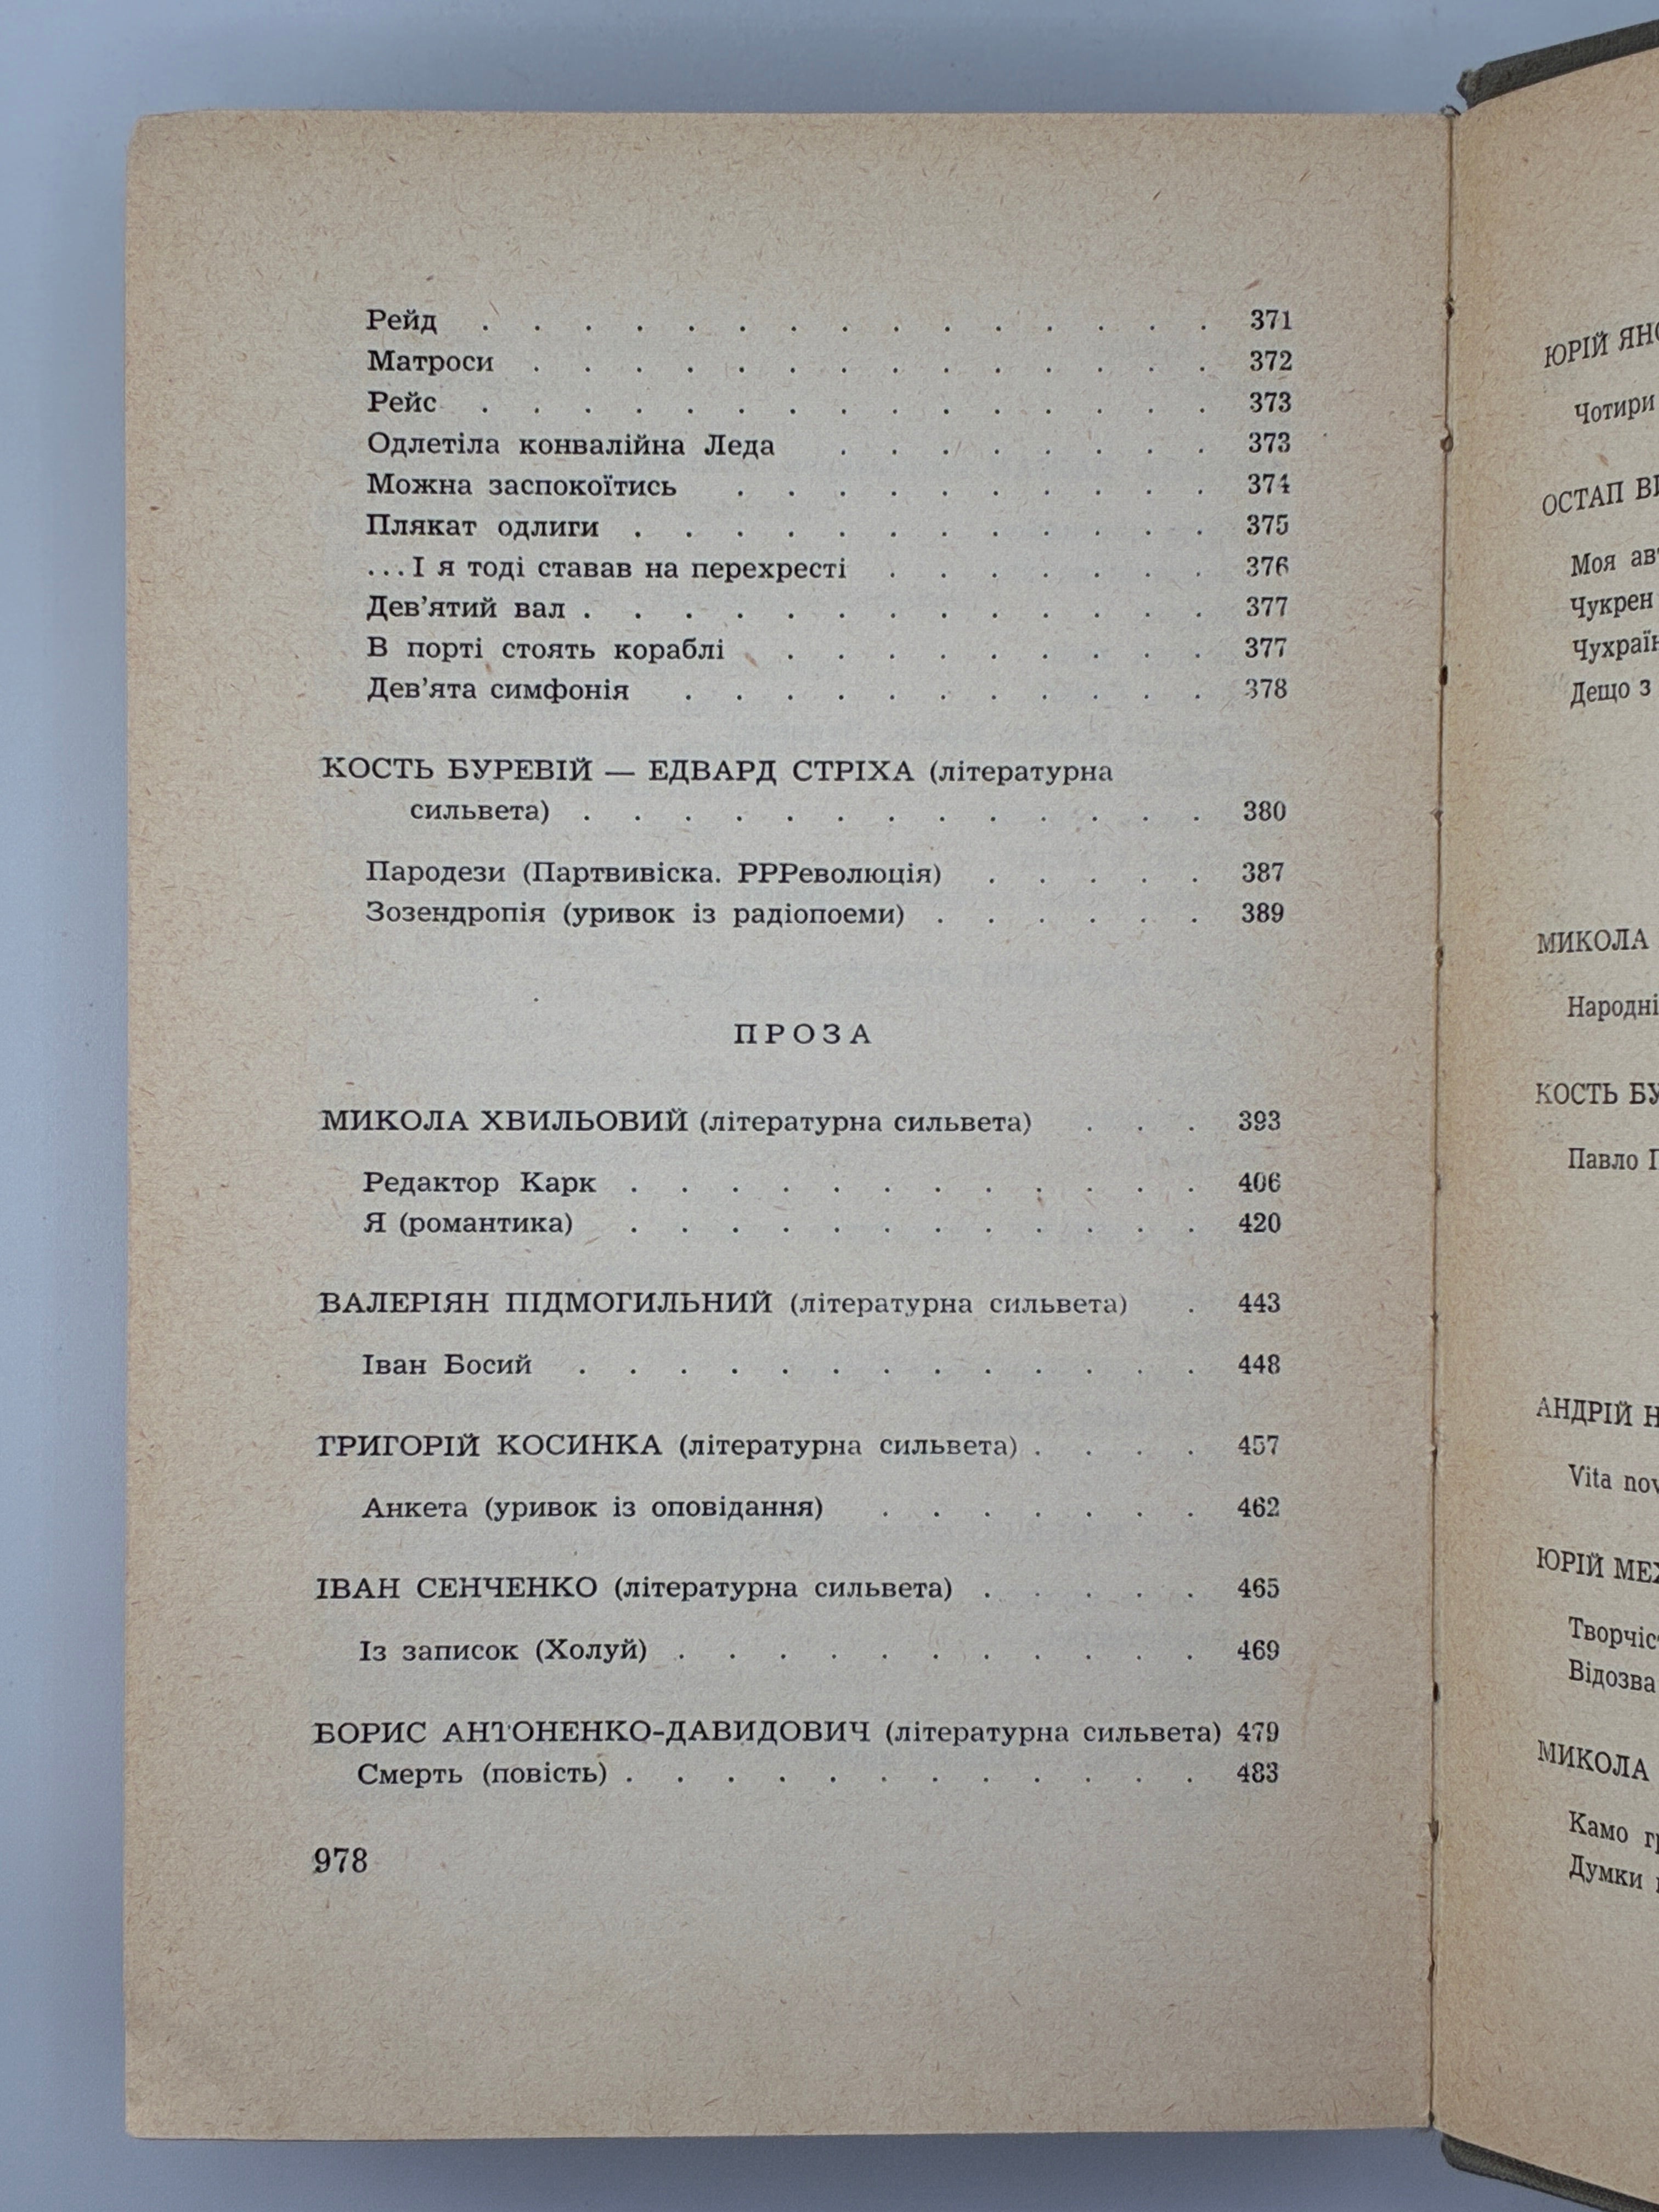 Рейд . . . . . . . . . . . . . . . 371
Матроси . . . . . . . . . . . . . . 372
Рейс . . . . . . . . . . . . . . . 373
Одлетіла конвалійна Леда . . . . . . . . 373
Можна заспокоїтись . . . . . . . . . . 374
Плякат одлиги . . . . . . . . . . . . 375
...І я тоді ставав на перехресті . . . . . . . 376
Дев'ятий вал . . . . . . . . . . . . . 377
В порті стоять кораблі . . . . . . . . . 377
Дев'ята симфонія . . . . . . . . . . . 378
КОСТЬ БУРЕВІЙ — ЕДВАРД СТРІХА (літературна
сильвета) . . . . . . . . . . . . . 380
Пародези (Партвивіска. РРРеволюція) . . . . . 387
Зозендропія (уривок із радіопоеми) . . . . . . 389
ПРОЗА
МИКОЛА ХВИЛЬОВИЙ (літературна сильвета) . . . 393
Редактор Карк . . . . . . . . . . . . 406
Я (романтика) . . . . . . . . . . . . 420
ВАЛЕРІЯН ПІДМОГИЛЬНИЙ (літературна сильвета) . 443
Іван Босий . . . . . . . . . . . . . 448
ГРИГОРІЙ КОСИНКА (літературна сильвета) . . . . 457
Анкета (уривок із оповідання) . . . . . . . 462
ІВАН СЕНЧЕНКО (літературна сильвета) . . . . . 465
Із записок (Холуй) . . . . . . . . . . . 469
БОРИС АНТОНЕНКО-ДАВИДОВИЧ (літературна сильвета) 479
Смерть (повість) . . . . . . . . . . . . 483
978
ЮРІЙ
Чотири
ОСТАП
Моя
Чукрен
Дещо з
МИКОЛА
Народні
КОСТЬ
Павло
АНДРІЙ
Vita
ЮРІЙ
Відозва
МИКОЛА
Камо
Думки